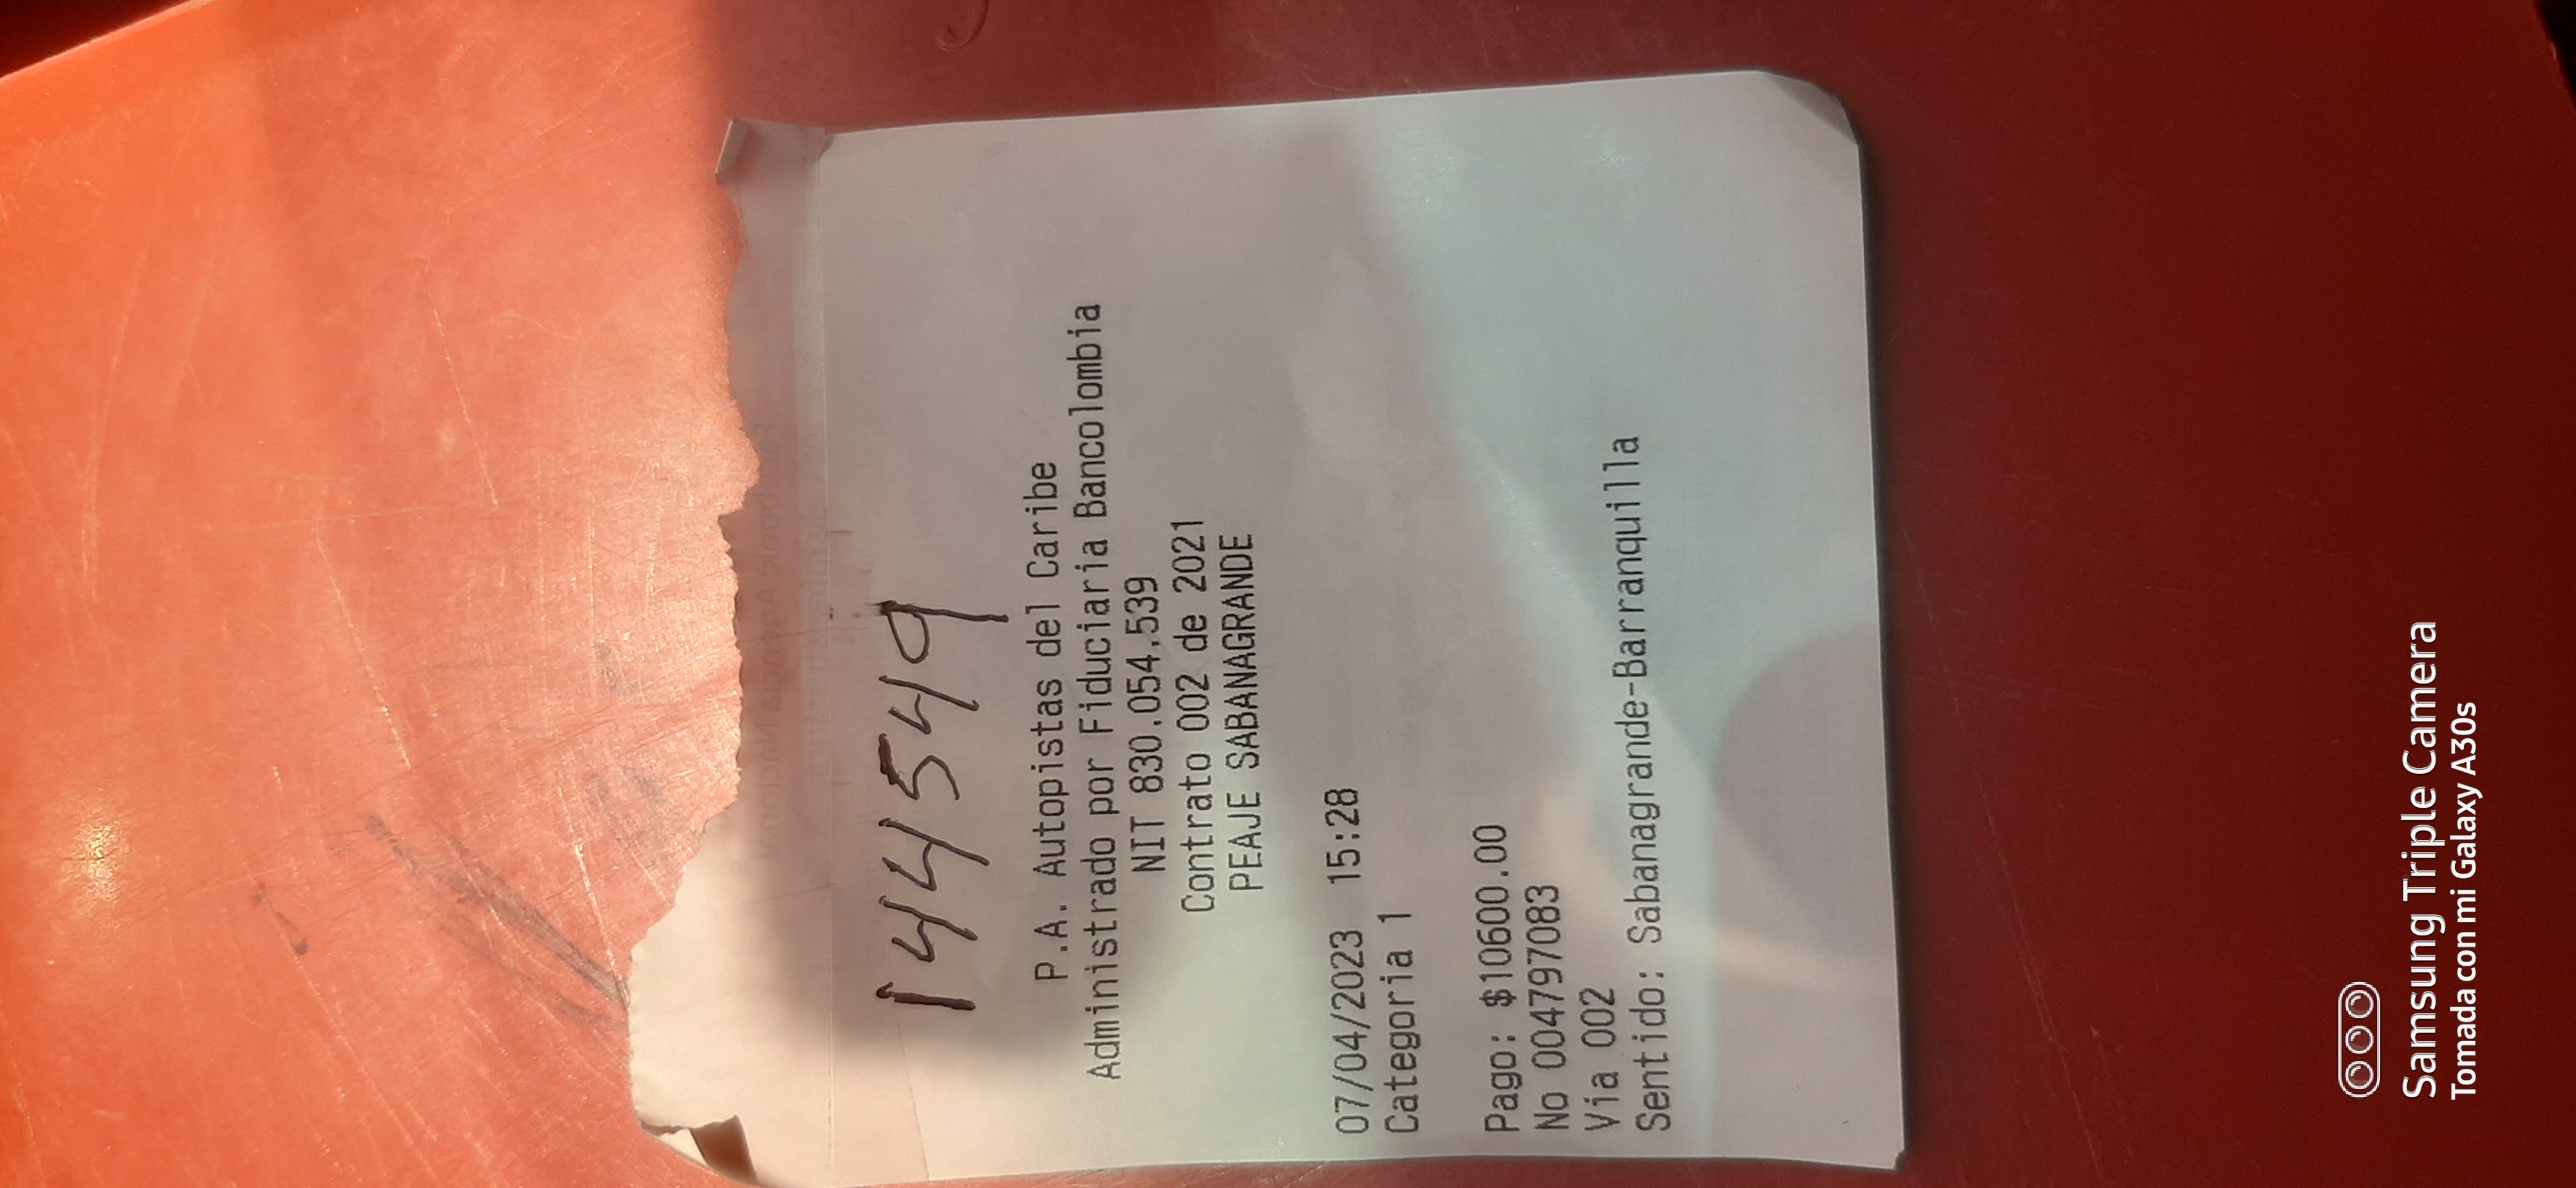 1445449
P.A. Autopistas del Caribe
Administrado por Fiduciaria Bancolombia
NIT 830.054.539
Contrato 002 de 2021
PEAJE SABANAGRANDE
07/04/2023 15:28
Categoria 1
Pago: $10600.00
No 004797083
Via 002
Sentido: Sabanagrande-Barranquilla
Samsung Triple Camera
Tomada con mi Galaxy A30s